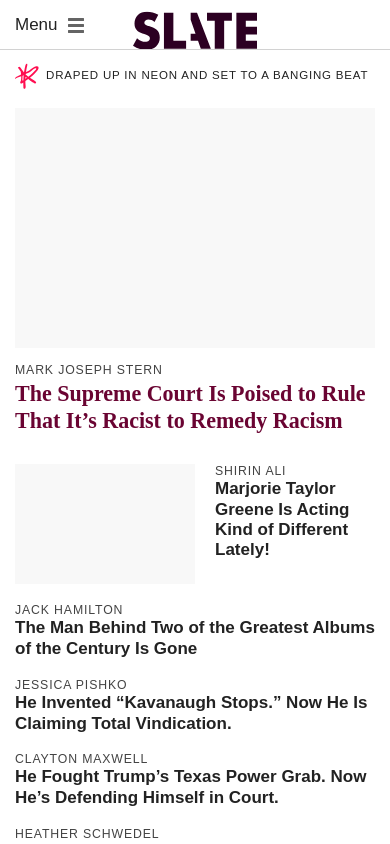 Menu
SLATE
DRAPED UP IN NEON AND SET TO A BANGING BEAT
MARK JOSEPH STERN
The Supreme Court Is Poised to Rule
That It’s Racist to Remedy Racism
SHIRIN ALI
Marjorie Taylor
Greene Is Acting
Kind of Different
Lately!
JACK HAMILTON
The Man Behind Two of the Greatest Albums
of the Century Is Gone
JESSICA PISHKO
He Invented “Kavanaugh Stops.” Now He Is
Claiming Total Vindication.
CLAYTON MAXWELL
He Fought Trump’s Texas Power Grab. Now
He’s Defending Himself in Court.
HEATHER SCHWEDEL